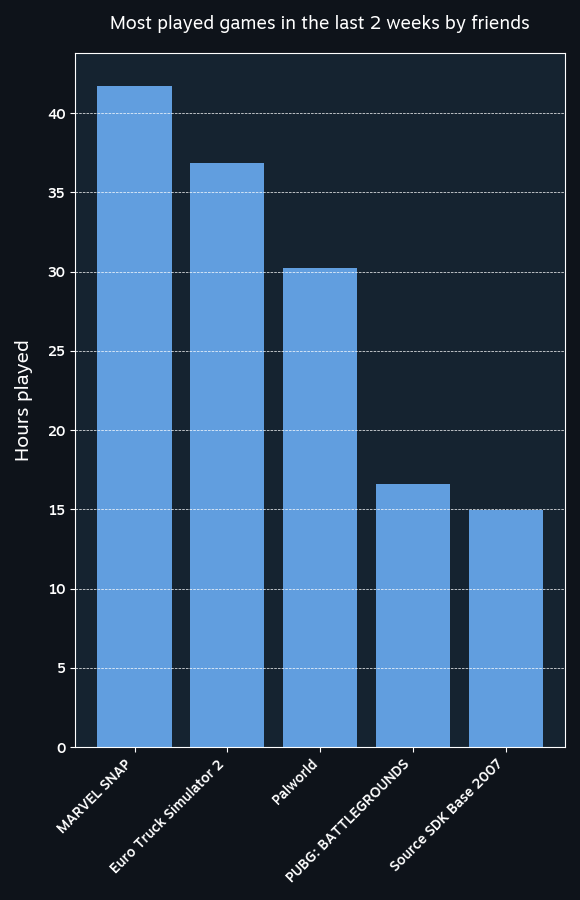 Most played games in the last 2 weeks by friends
Hours played
40
35
30
25
20
15
10
5
0
MARVEL SNAP
Euro Truck Simulator 2
Palworld
PUBG: BATTLEGROUNDS
Source SDK Base 2007